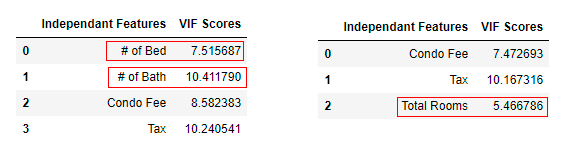 Independant Features VIF Scores
0 # of Bed 7.515687
1 # of Bath 10.411790
2 Condo Fee 8.582383
3 Tax 10.240541
Independant Features VIF Scores
0 Condo Fee 7.472693
1 Tax 10.167316
2 Total Rooms 5.466786